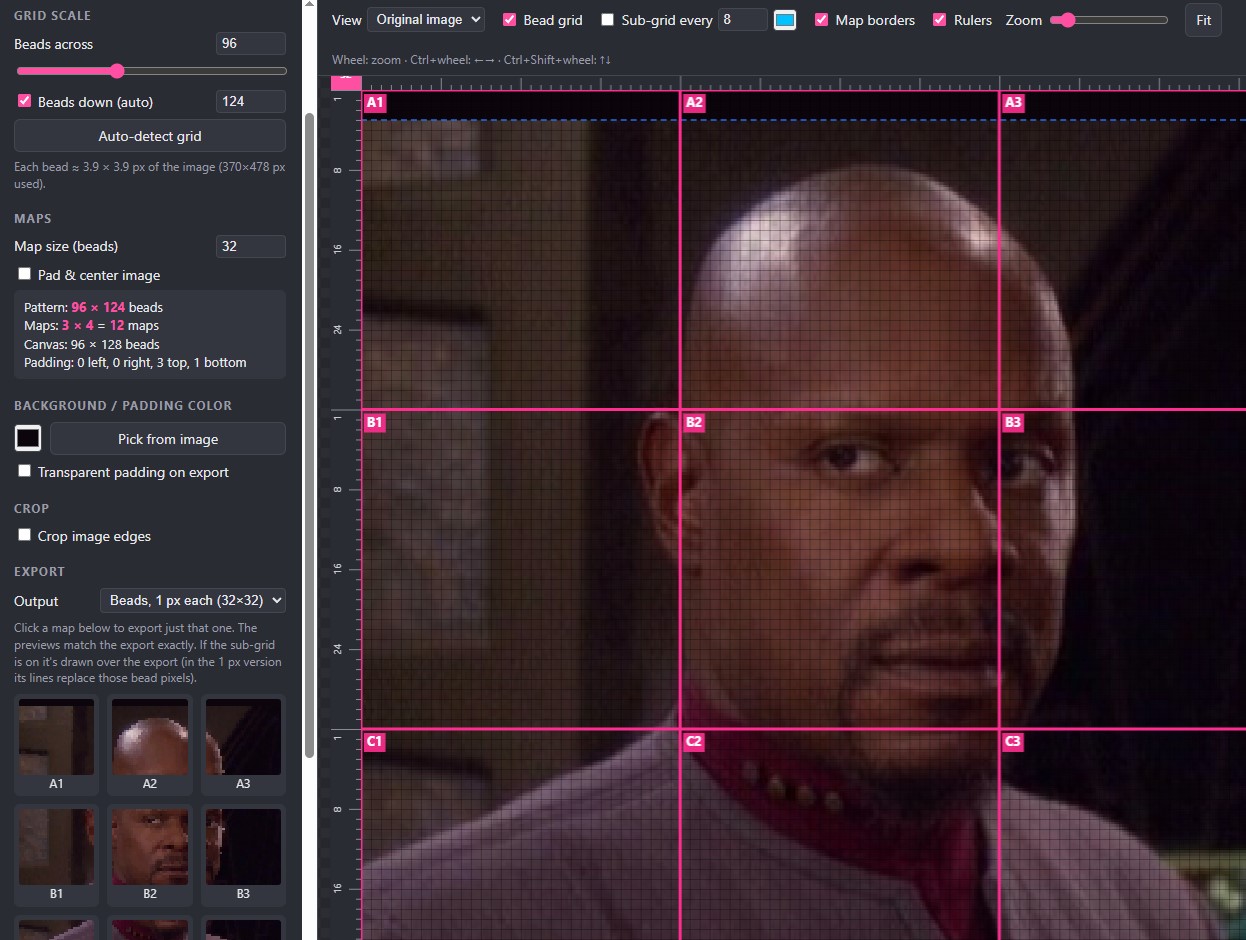 GRID SCALE
Beads across 96
Beads down (auto) 124
Auto-detect grid
Each bead ≈ 3.9 × 3.9 px of the image (370×478 px
used).
MAPS
Map size (beads) 32
Pad & center image
Pattern: 96 × 124 beads
Maps: 3 × 4 = 12 maps
Canvas: 96 × 128 beads
Padding: 0 left, 0 right, 3 top, 1 bottom
BACKGROUND / PADDING COLOR
Pick from image
Transparent padding on export
CROP
Crop image edges
EXPORT
Output Beads, 1 px each (32×32)
Click a map below to export just that one. The
previews match the export exactly. If the sub-grid
is on it's drawn over the export (in the 1 px version
its lines replace those bead pixels).
A1 A2 A3
B1 B2 B3
View Original image Bead grid Sub-grid every 8 Map borders Rulers Zoom Fit
Wheel: zoom · Ctrl+wheel: ←→ · Ctrl+Shift+wheel: ↑↓
1 A1 A2 A3
8
16
24
1 B1 B2 B3
8
16
24
1 C1 C2 C3
8
16